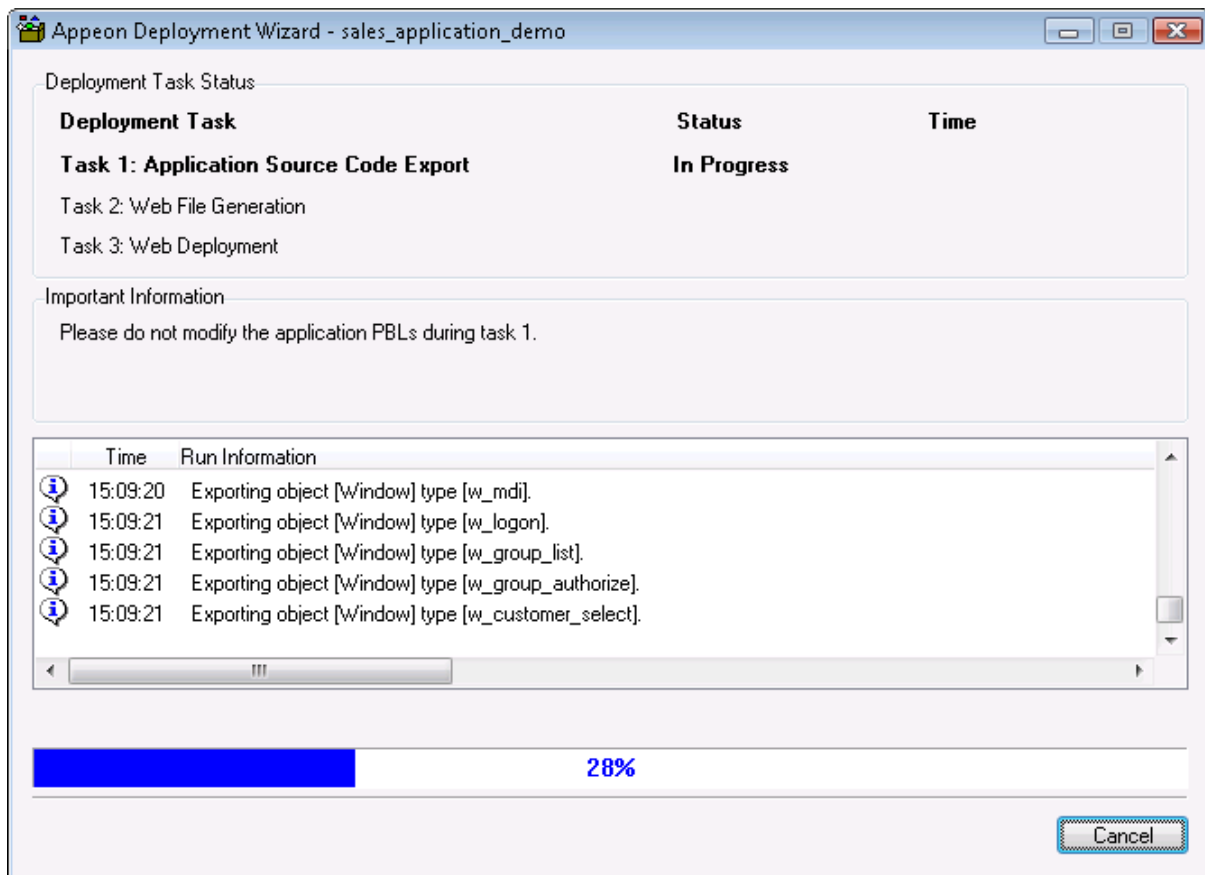 Appeon Deployment Wizard - sales_application_demo
Deployment Task Status
Deployment Task Status Time
Task 1: Application Source Code Export In Progress
Task 2: Web File Generation
Task 3: Web Deployment
Important Information
Please do not modify the application PBLs during task 1.
Time Run Information
15:09:20 Exporting object [Window] type [w_mdi].
15:09:21 Exporting object [Window] type [w_logon].
15:09:21 Exporting object [Window] type [w_group_list].
15:09:21 Exporting object [Window] type [w_group_authorize].
15:09:21 Exporting object [Window] type [w_customer_select].
28%
Cancel